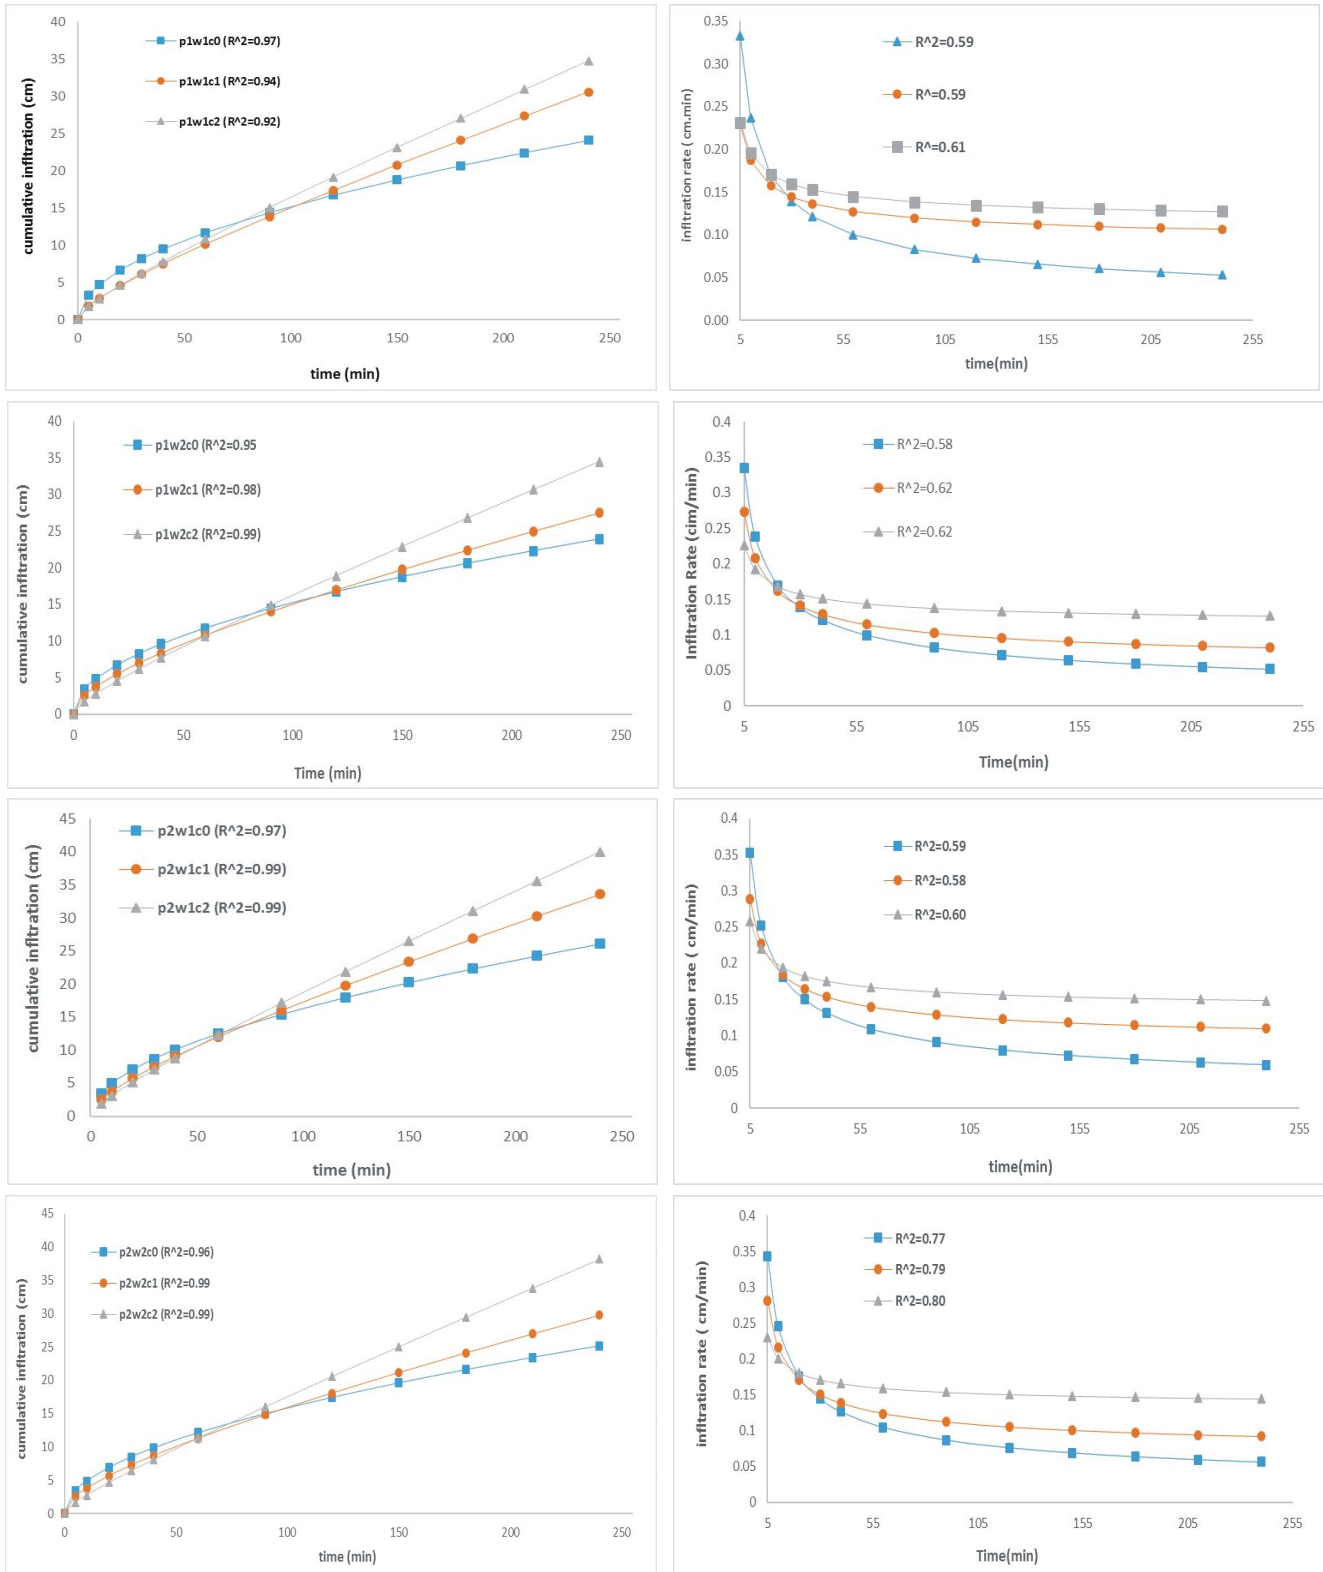 40
35
30
25
20
15
10
5
0
cumulative infiltration (cm)
p1w1c0 (R^2=0.97)
p1w1c1 (R^2=0.94)
p1w1c2 (R^2=0.92)
0 50 100 150 200 250
time (min)
0.35
0.30
0.25
0.20
0.15
0.10
0.05
0.00
infiltration rate ( cm.min)
R^2=0.59
R^=0.59
R^=0.61
5 55 105 155 205 255
time(min)
40
35
30
25
20
15
10
5
0
cumulative infiltration (cm)
p1w2c0 (R^2=0.95
p1w2c1 (R^2=0.98)
p1w2c2 (R^2=0.99)
0 50 100 150 200 250
Time (min)
0.4
0.35
0.3
0.25
0.2
0.15
0.1
0.05
0
Infiltration Rate (cim/min)
R^2=0.58
R^2=0.62
R^2=0.62
5 55 105 155 205 255
Time(min)
45
40
35
30
25
20
15
10
5
0
cumulative infiltration (cm)
p2w1c0 (R^2=0.97)
p2w1c1 (R^2=0.99)
p2w1c2 (R^2=0.99)
0 50 100 150 200 250
time (min)
0.4
0.35
0.3
0.25
0.2
0.15
0.1
0.05
0
infiltration rate ( cm/min)
R^2=0.59
R^2=0.58
R^2=0.60
5 55 105 155 205 255
time(min)
45
40
35
30
25
20
15
10
5
0
cumulative infiltration (cm)
p2w2c0 (R^2=0.96)
p2w2c1 (R^2=0.99
p2w2c2 (R^2=0.99)
0 50 100 150 200 250
time (min)
0.4
0.35
0.3
0.25
0.2
0.15
0.1
0.05
0
infiltration rate ( cm/min)
R^2=0.77
R^2=0.79
R^2=0.80
5 55 105 155 205 255
Time(min)